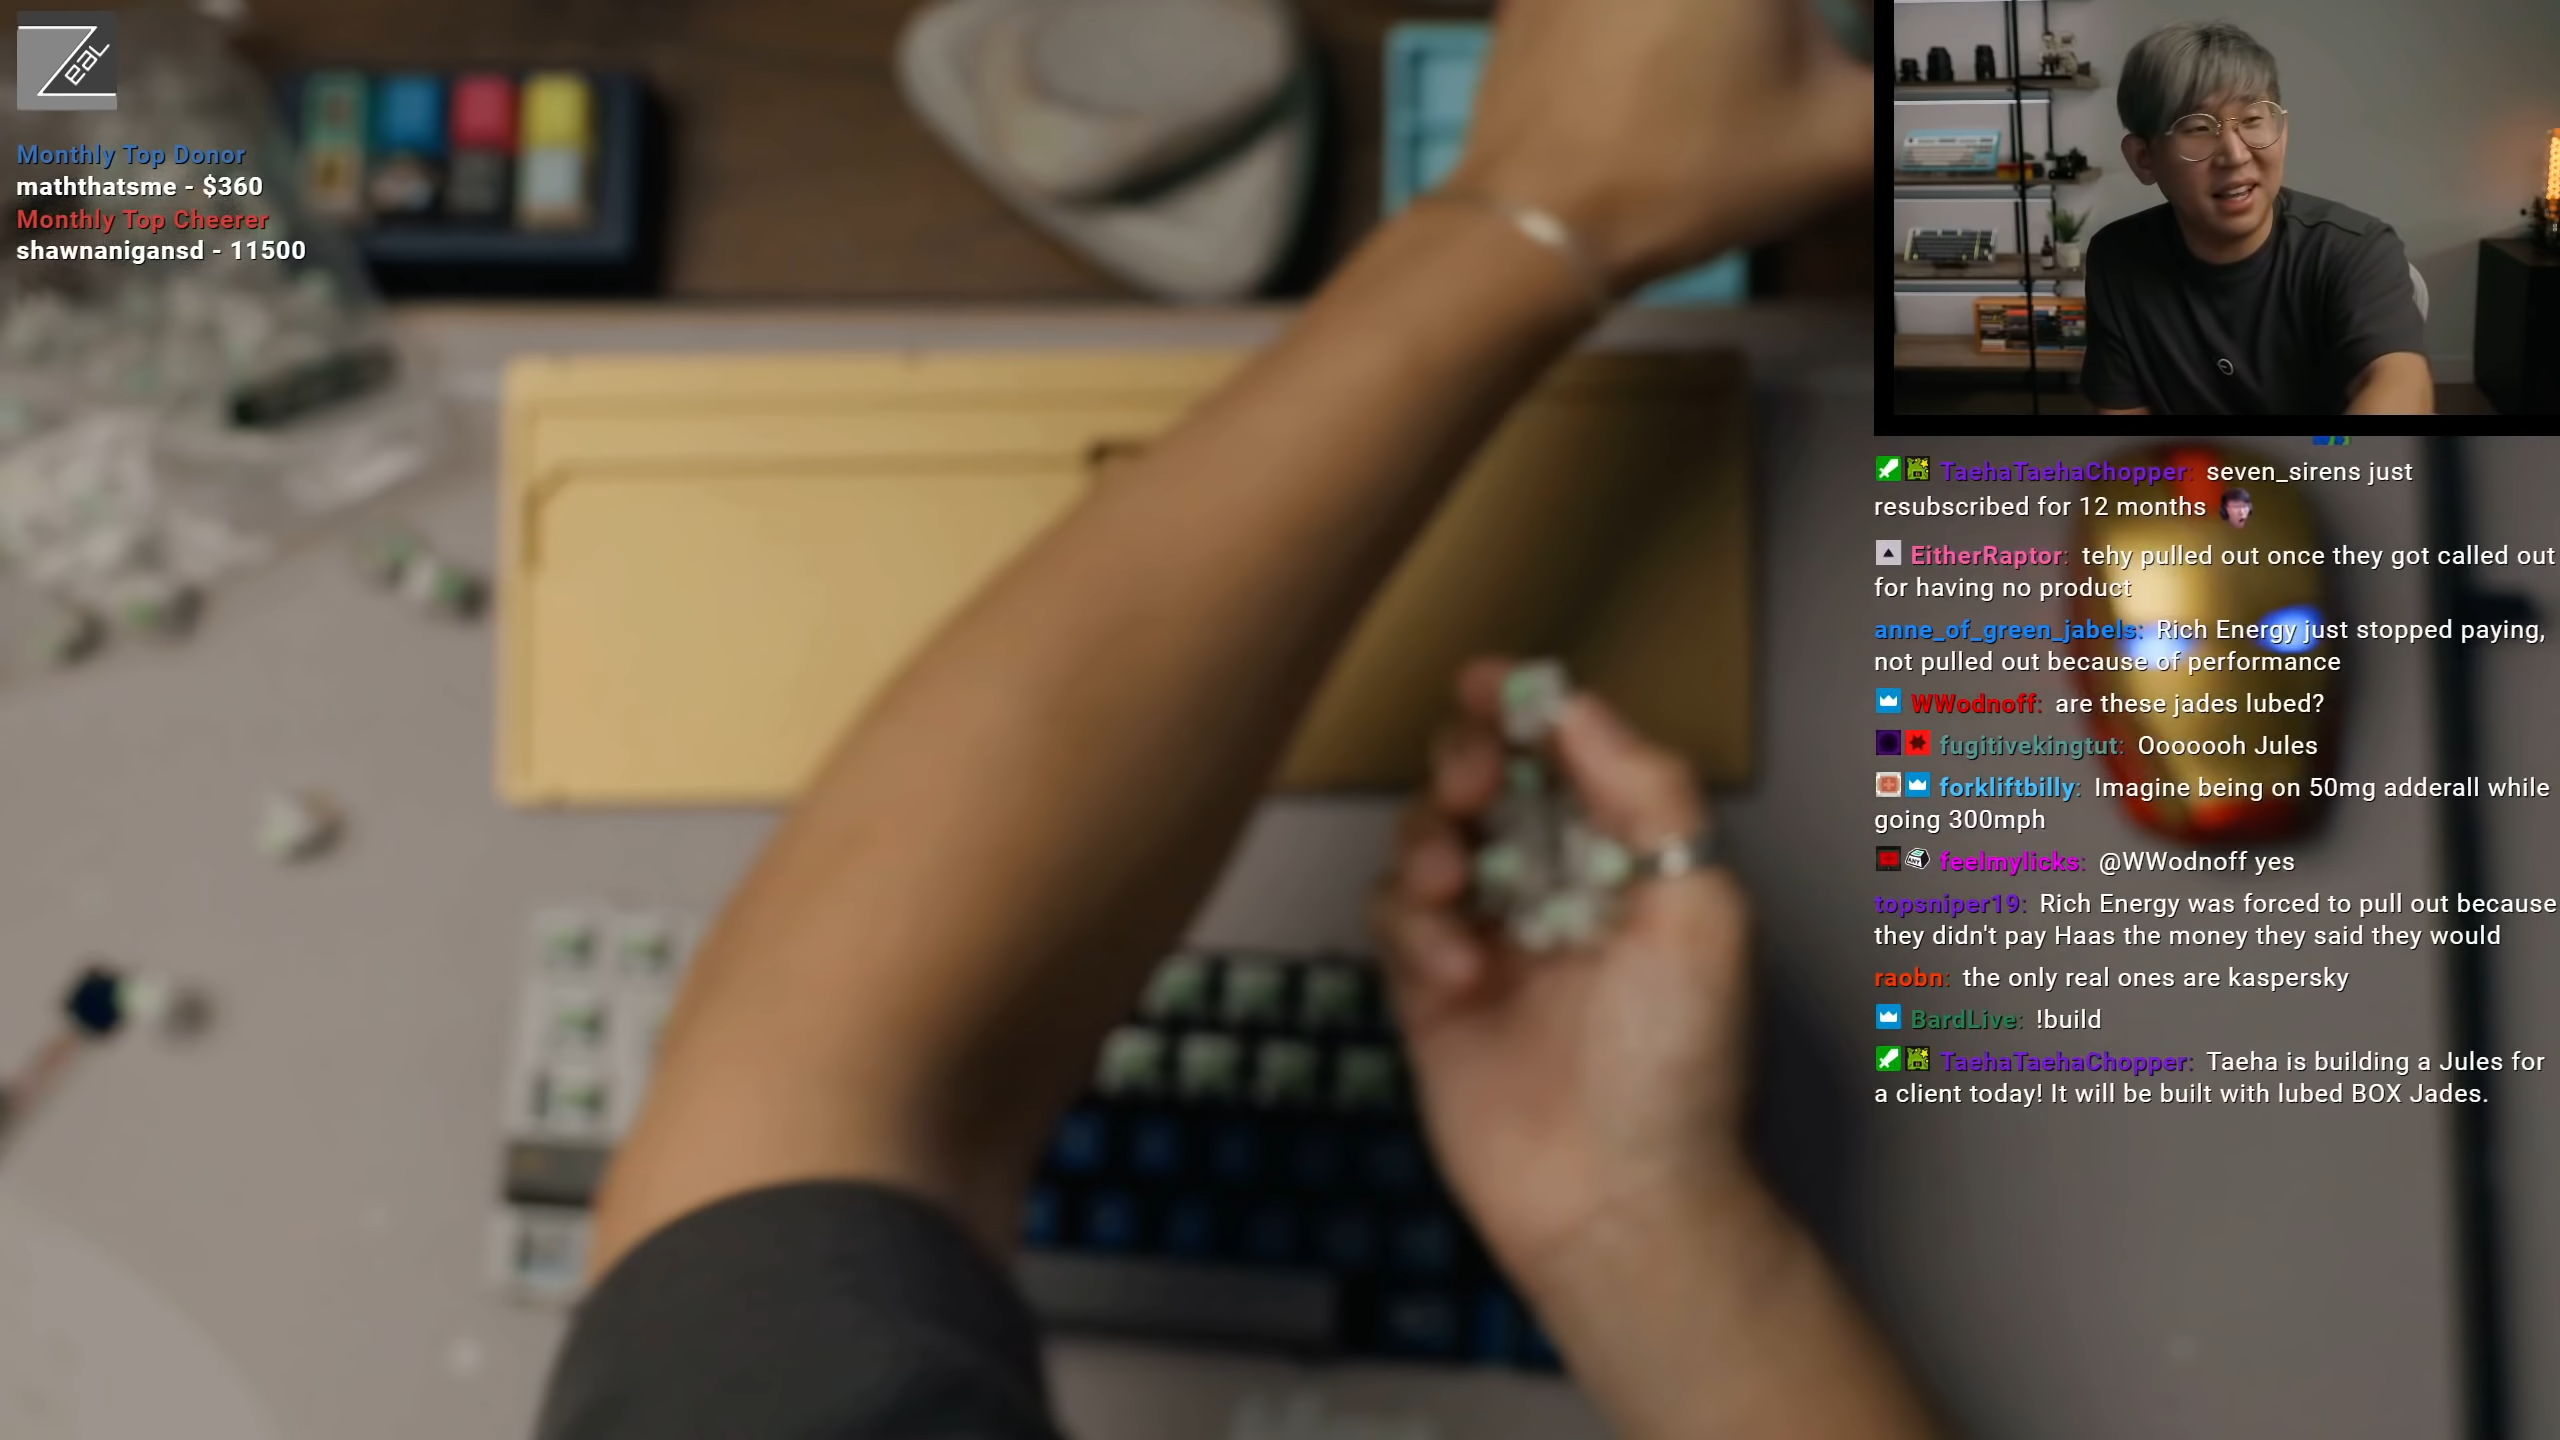 Zeal
Monthly Top Donor
maththatsme - $360
Monthly Top Cheerer
shawnanigansd - 11500
TaehaTaehaChopper: seven_sirens just
resubscribed for 12 months
EitherRaptor: tehy pulled out once they got called out
for having no product
anne_of_green_jabels: Rich Energy just stopped paying,
not pulled out because of performance
WWodnoff: are these jades lubed?
fugitivekingtut: Ooooooh Jules
forkliftbilly: Imagine being on 50mg adderall while
going 300mph
feelmylicks: @WWodnoff yes
topsniper19: Rich Energy was forced to pull out because
they didn't pay Haas the money they said they would
raobn: the only real ones are kaspersky
BardLive: !build
TaehaTaehaChopper: Taeha is building a Jules for
a client today! It will be built with lubed BOX Jades.